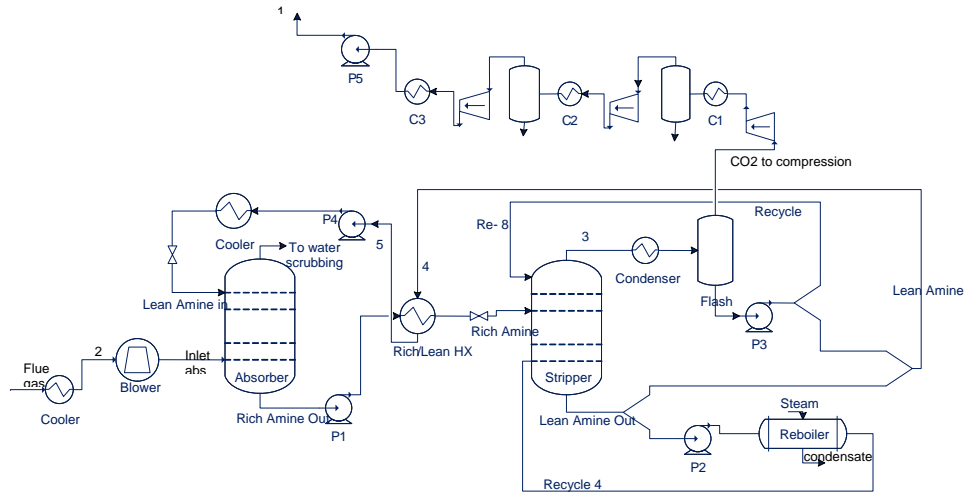 1
P5
C3
C2
C1
CO2 to compression
Recycle
Re- 8
P4
5
3
Cooler
To water
scrubbing
4
Condenser
Lean Amine
Flash
Lean Amine in
Rich Amine
P3
Rich/Lean HX
2
Inlet
abs
Flue
gas
Blower
Absorber
Stripper
Cooler
Rich Amine Out
P1
Lean Amine Out
Steam
Reboiler
P2
condensate
Recycle 4